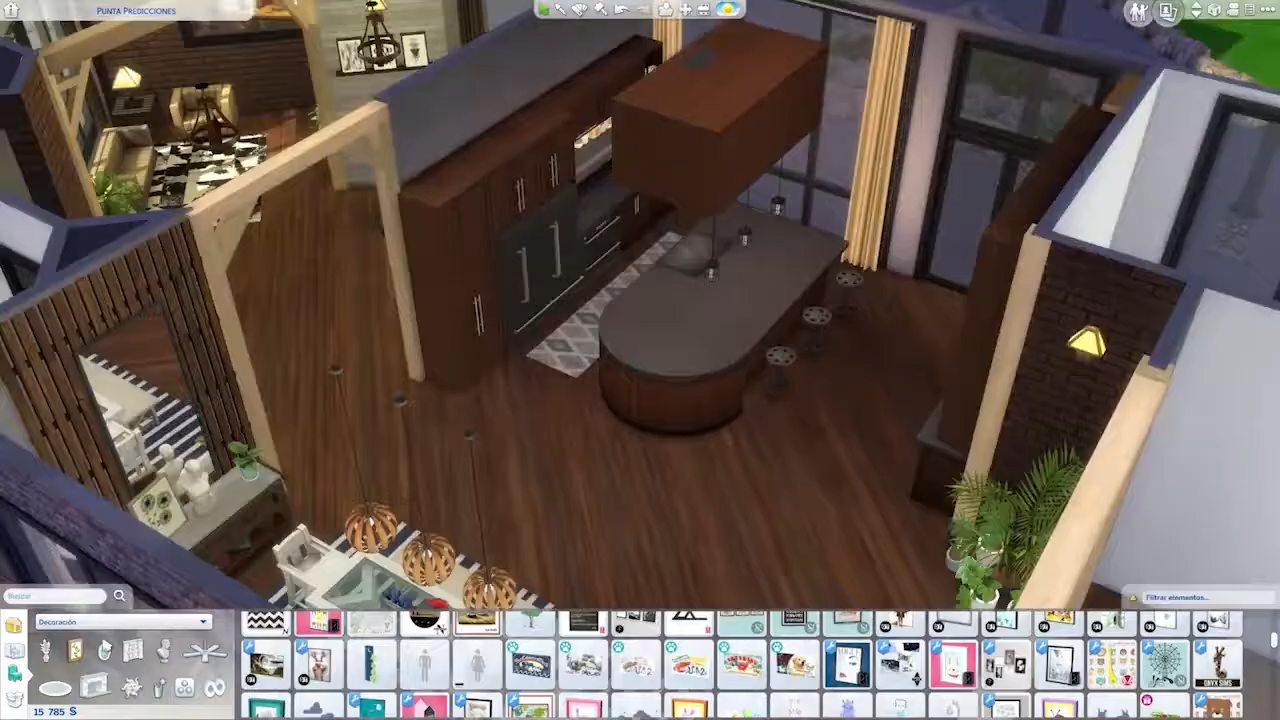 PUNTA PREDICCIONES
Buscar
Filtrar elementos...
Decoración
ONYX SIMS
15 785 $